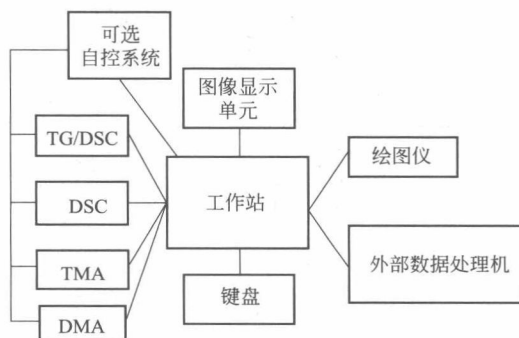 可选
自控系统
图像显示
单元
TG/DSC
绘图仪
DSC
工作站
TMA
外部数据处理机
键盘
DMA